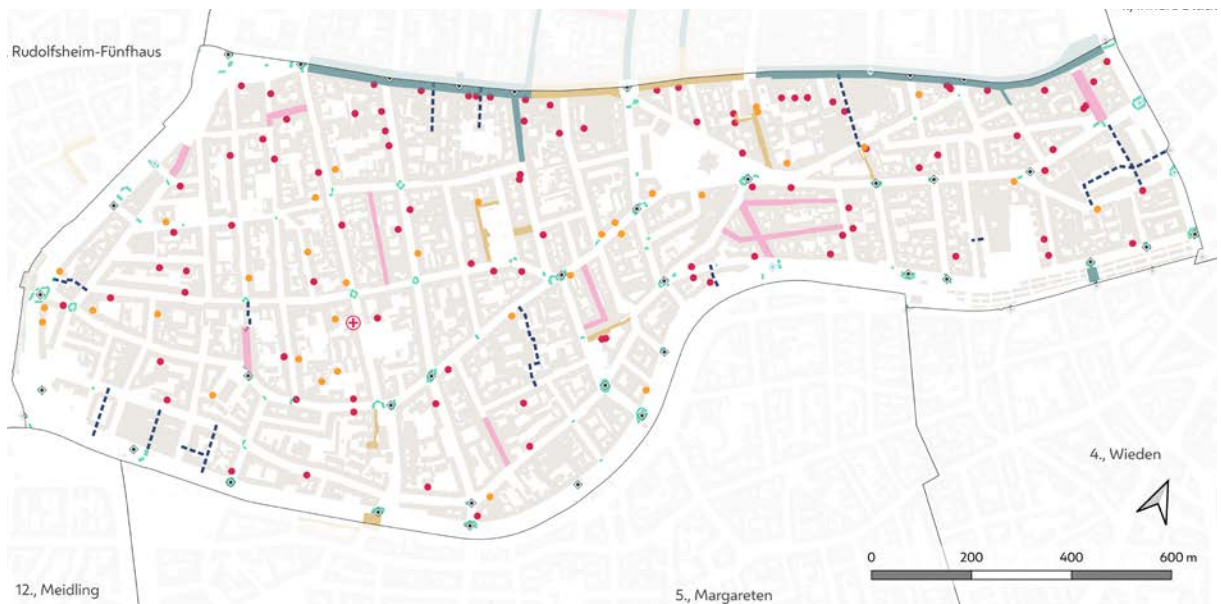 Rudolfsheim-Fünfhaus
4., Wieden
0 200 400 600 m
12., Meidling
5., Margareten